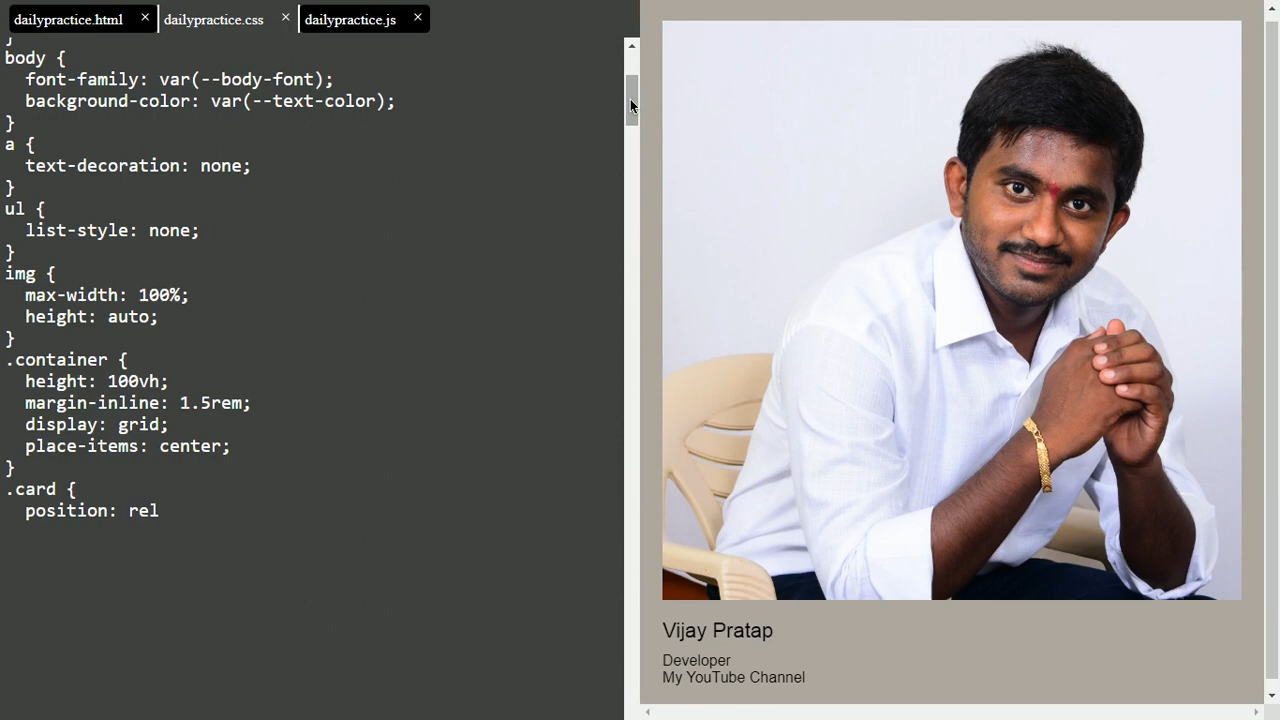 dailypractice.html × dailypractice.css × dailypractice.js ×
}
body {
  font-family: var(--body-font);
  background-color: var(--text-color);
}
a {
  text-decoration: none;
}
ul {
  list-style: none;
}
img {
  max-width: 100%;
  height: auto;
}
.container {
  height: 100vh;
  margin-inline: 1.5rem;
  display: grid;
  place-items: center;
}
.card {
  position: rel
Vijay Pratap
Developer
My YouTube Channel